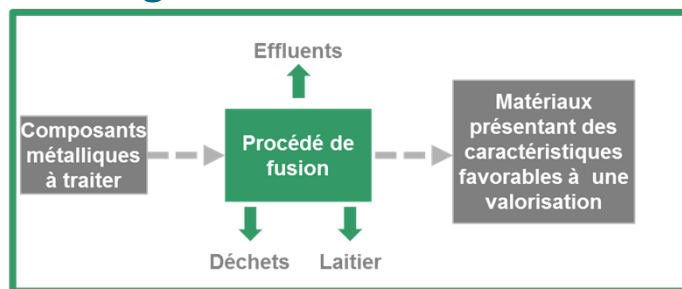 Effluents
Composants
métalliques
à traiter
Procédé de
fusion
Matériaux
présentant des
caractéristiques
favorables à une
valorisation
Déchets
Laitier